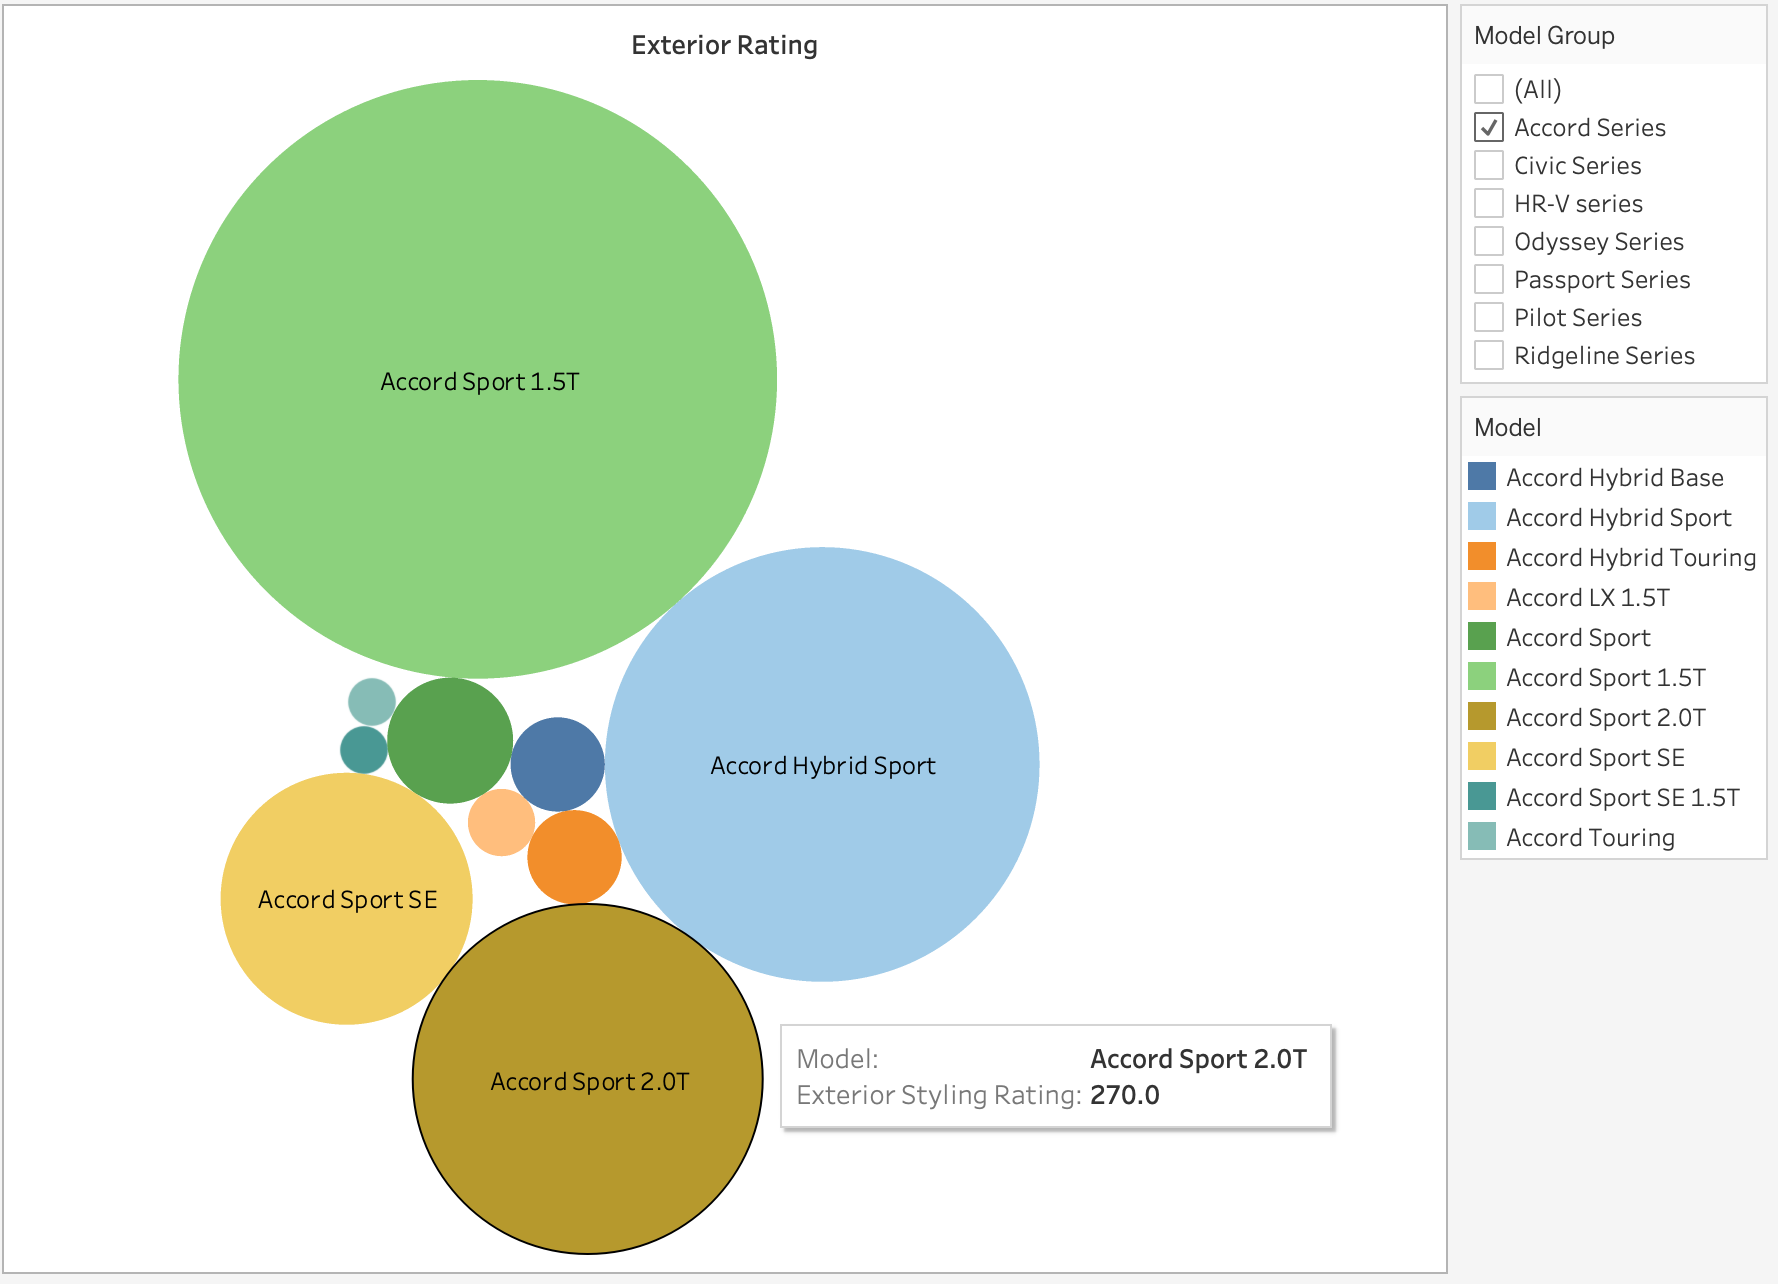 Exterior Rating
Accord Sport 1.5T
Accord Hybrid Sport
Accord Sport SE
Accord Sport 2.0T
Model: Accord Sport 2.0T
Exterior Styling Rating: 270.0
Model Group
(All)
Accord Series
Civic Series
HR-V series
Odyssey Series
Passport Series
Pilot Series
Ridgeline Series
Model
Accord Hybrid Base
Accord Hybrid Sport
Accord Hybrid Touring
Accord LX 1.5T
Accord Sport
Accord Sport 1.5T
Accord Sport 2.0T
Accord Sport SE
Accord Sport SE 1.5T
Accord Touring